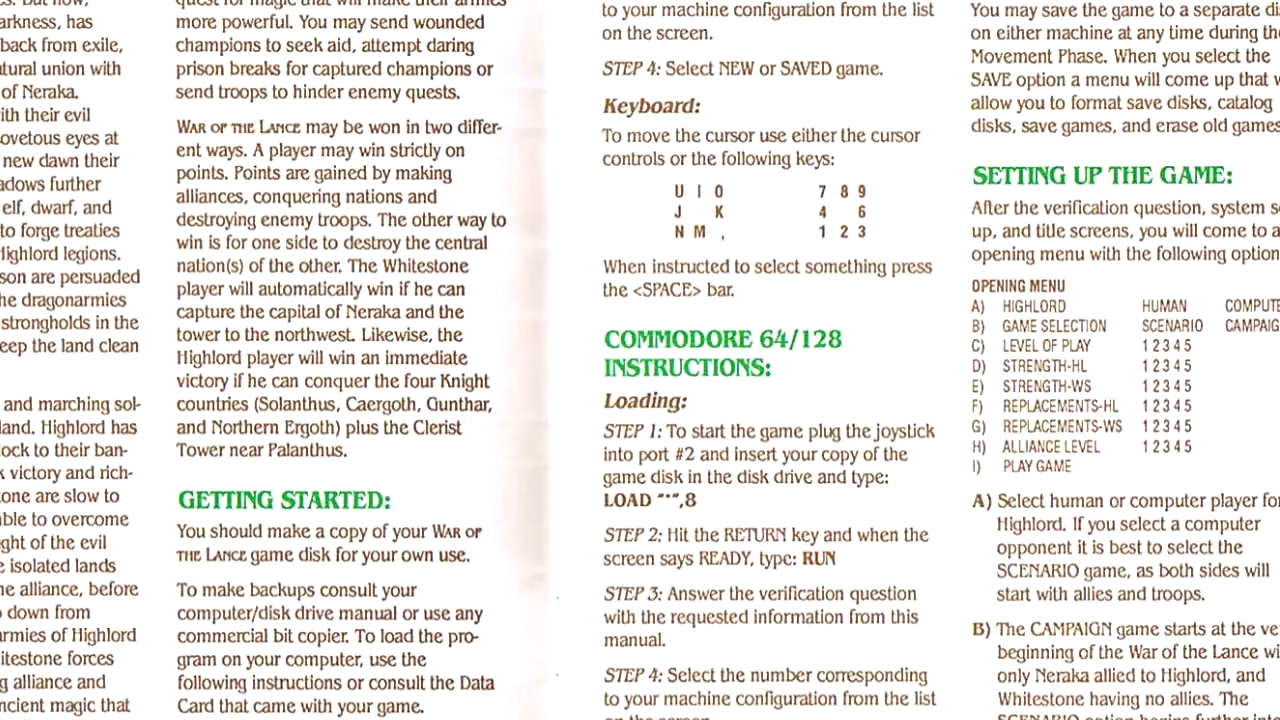 arkness, has
back from exile,
union with
of Neraka.
their evil
eyes at
new dawn their
further
elf, dwarf, and
to forge treaties
legions.
are persuaded
dragonarmies
strongholds in the
the land clean
and marching sol-
land. Highlord has
to their ban-
victory and rich-
are slow to
to overcome
of the evil
isolated lands
alliance, before
down from
armies of Highlord
forces
alliance and
magic that
quest for magic that will make their armies
more powerful. You may send wounded
champions to seek aid, attempt daring
prison breaks for captured champions or
send troops to hinder enemy quests.
WAR OF THE LANCE may be won in two differ-
ent ways. A player may win strictly on
points. Points are gained by making
alliances, conquering nations and
destroying enemy troops. The other way to
win is for one side to destroy the central
nation(s) of the other. The Whitestone
player will automatically win if he can
capture the capital of Neraka and the
tower to the northwest. Likewise, the
Highlord player will win an immediate
victory if he can conquer the four Knight
countries (Solanthus, Caergoth, Gunthar,
and Northern Ergoth) plus the Clerist
Tower near Palanthus.
GETTING STARTED:
You should make a copy of your WAR OF
THE LANCE game disk for your own use.
To make backups consult your
computer/disk drive manual or use any
commercial bit copier. To load the pro-
gram on your computer, use the
following instructions or consult the Data
Card that came with your game.
to your machine configuration from the list
on the screen.
STEP 4: Select NEW or SAVED game.
Keyboard:
To move the cursor use either the cursor
controls or the following keys:
U I O 7 8 9
J K 4 6
N M , 1 2 3
When instructed to select something press
the <SPACE> bar.
COMMODORE 64/128
INSTRUCTIONS:
Loading:
STEP 1: To start the game plug the joystick
into port #2 and insert your copy of the
game disk in the disk drive and type:
LOAD "*",8
STEP 2: Hit the RETURN key and when the
screen says READY, type: RUN
STEP 3: Answer the verification question
with the requested information from this
manual.
STEP 4: Select the number corresponding
to your machine configuration from the list
on the screen.
You may save the game to a separate
on either machine at any time during
Movement Phase. When you select the
SAVE option a menu will come up that
allow you to format save disks, catalog
disks, save games, and erase old games
SETTING UP THE GAME:
After the verification question, system
up, and title screens, you will come to
opening menu with the following option
OPENING MENU
A) HIGHLORD HUMAN COMPUTE
B) GAME SELECTION SCENARIO CAMPAIG
C) LEVEL OF PLAY 1 2 3 4 5
D) STRENGTH-HL 1 2 3 4 5
E) STRENGTH-WS 1 2 3 4 5
F) REPLACEMENTS-HL 1 2 3 4 5
G) REPLACEMENTS-WS 1 2 3 4 5
H) ALLIANCE LEVEL 1 2 3 4 5
I) PLAY GAME
A) Select human or computer player for
Highlord. If you select a computer
opponent it is best to select the
SCENARIO game, as both sides will
start with allies and troops.
B) The CAMPAIGN game starts at the
beginning of the War of the Lance
only Neraka allied to Highlord, and
Whitestone having no allies. The
SCENARIO option begins further